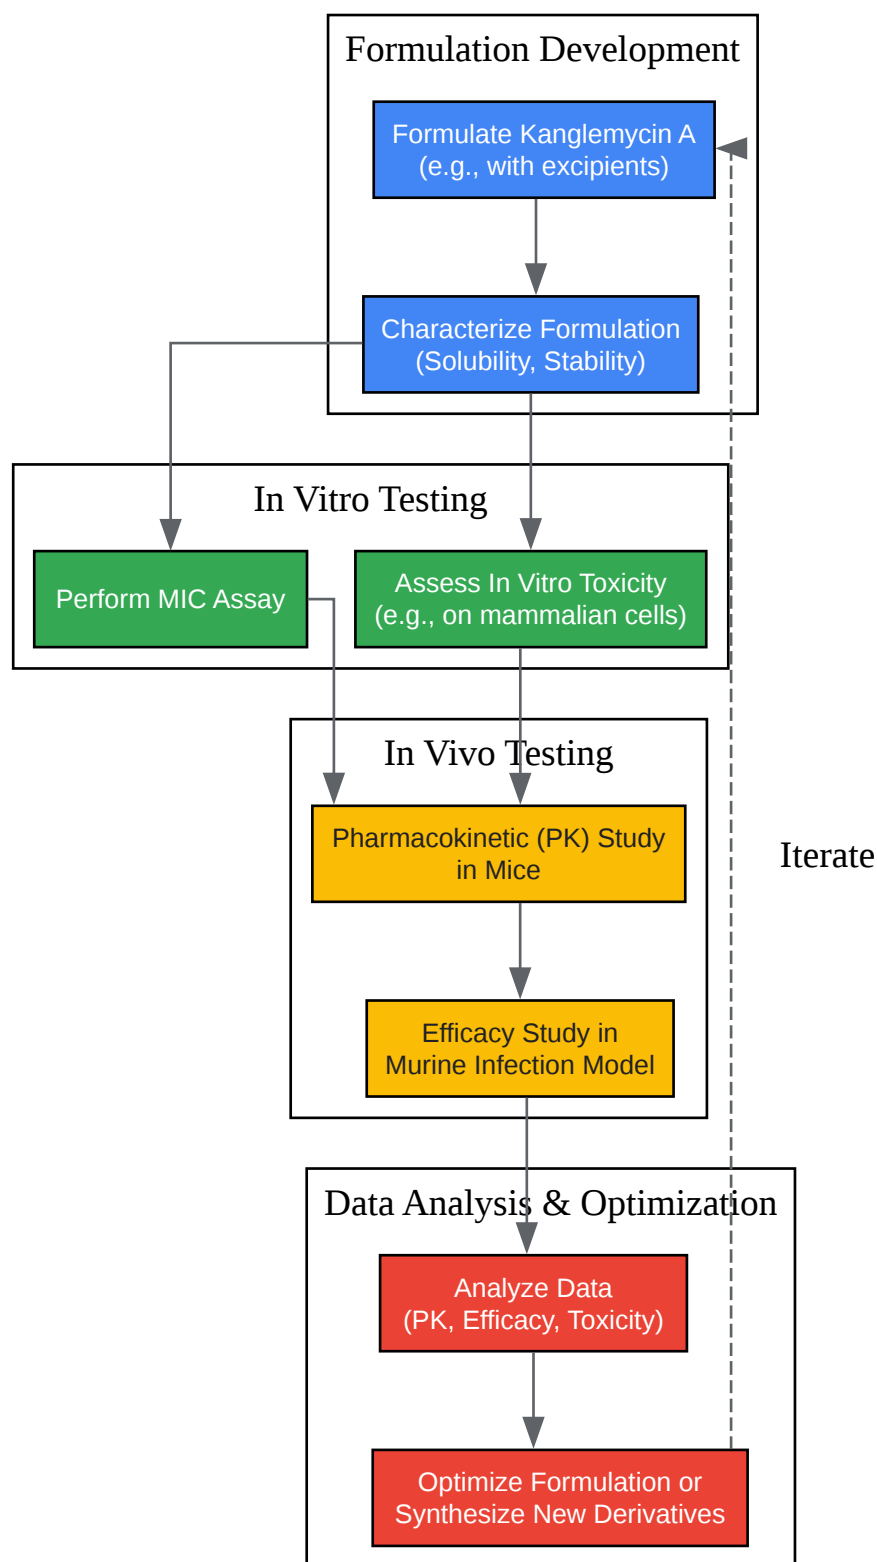 Formulation Development
Formulate Kanglemycin A
(e.g., with excipients)
Characterize Formulation
(Solubility, Stability)
In Vitro Testing
Perform MIC Assay
Assess In Vitro Toxicity
(e.g., on mammalian cells)
In Vivo Testing
Pharmacokinetic (PK) Study
in Mice
Iterate
Efficacy Study in
Murine Infection Model
Data Analysis & Optimization
Analyze Data
(PK, Efficacy, Toxicity)
Optimize Formulation or
Synthesize New Derivatives